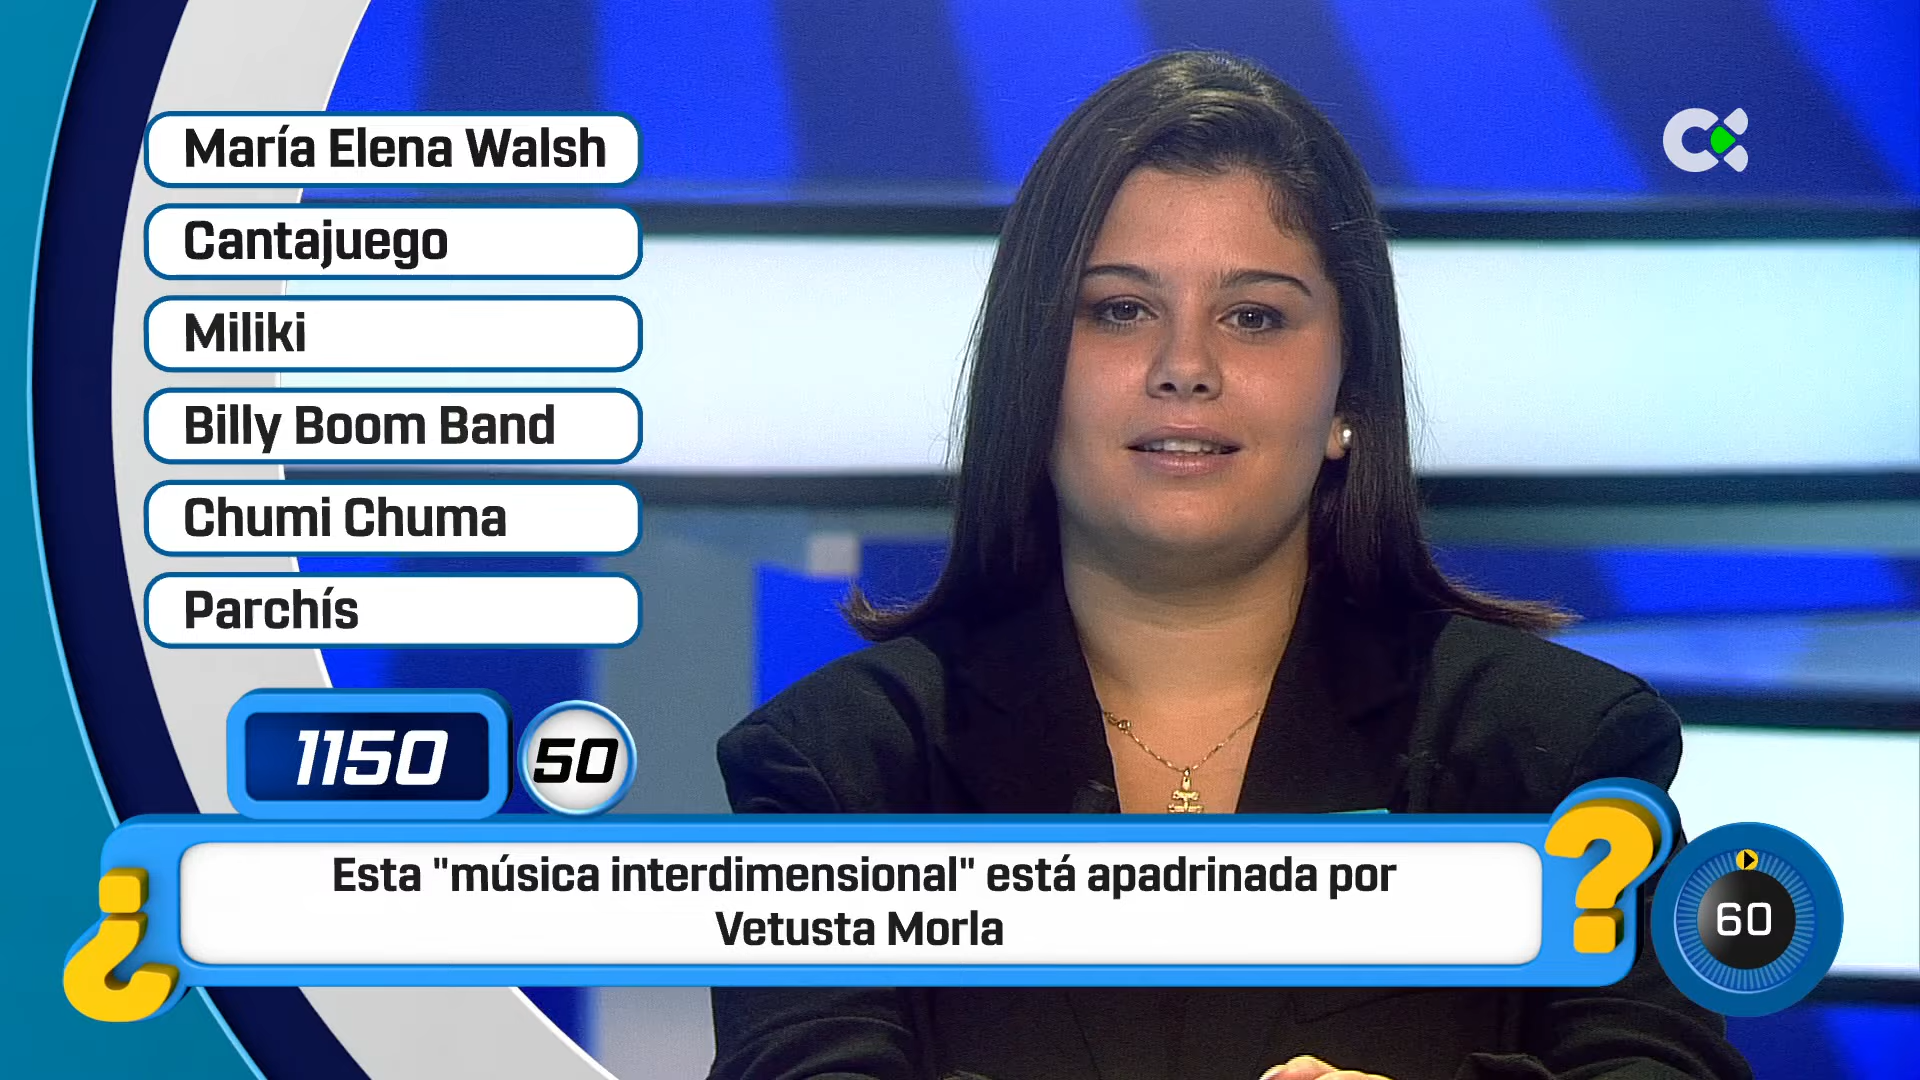 María Elena Walsh
Cantajuego
Miliki
Billy Boom Band
Chumi Chuma
Parchís
1150
50
¿
Esta "música interdimensional" está apadrinada por
Vetusta Morla
?
60